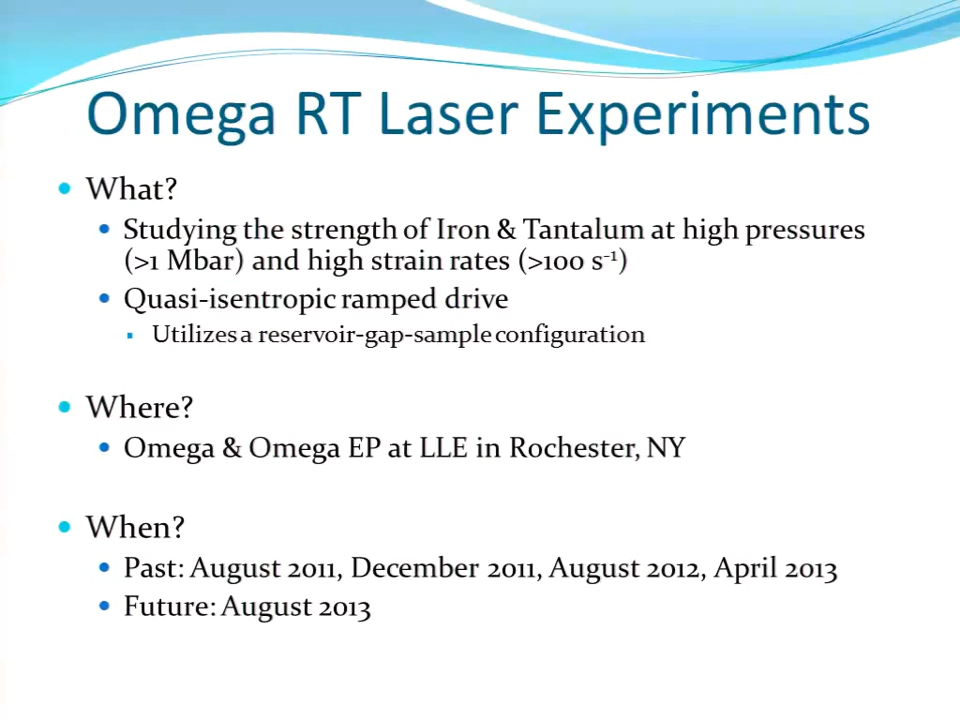 Omega RT Laser Experiments
What?
Studying the strength of Iron & Tantalum at high pressures
(>1 Mbar) and high strain rates (>100 s⁻¹)
Quasi-isentropic ramped drive
Utilizes a reservoir-gap-sample configuration
Where?
Omega & Omega EP at LLE in Rochester, NY
When?
Past: August 2011, December 2011, August 2012, April 2013
Future: August 2013